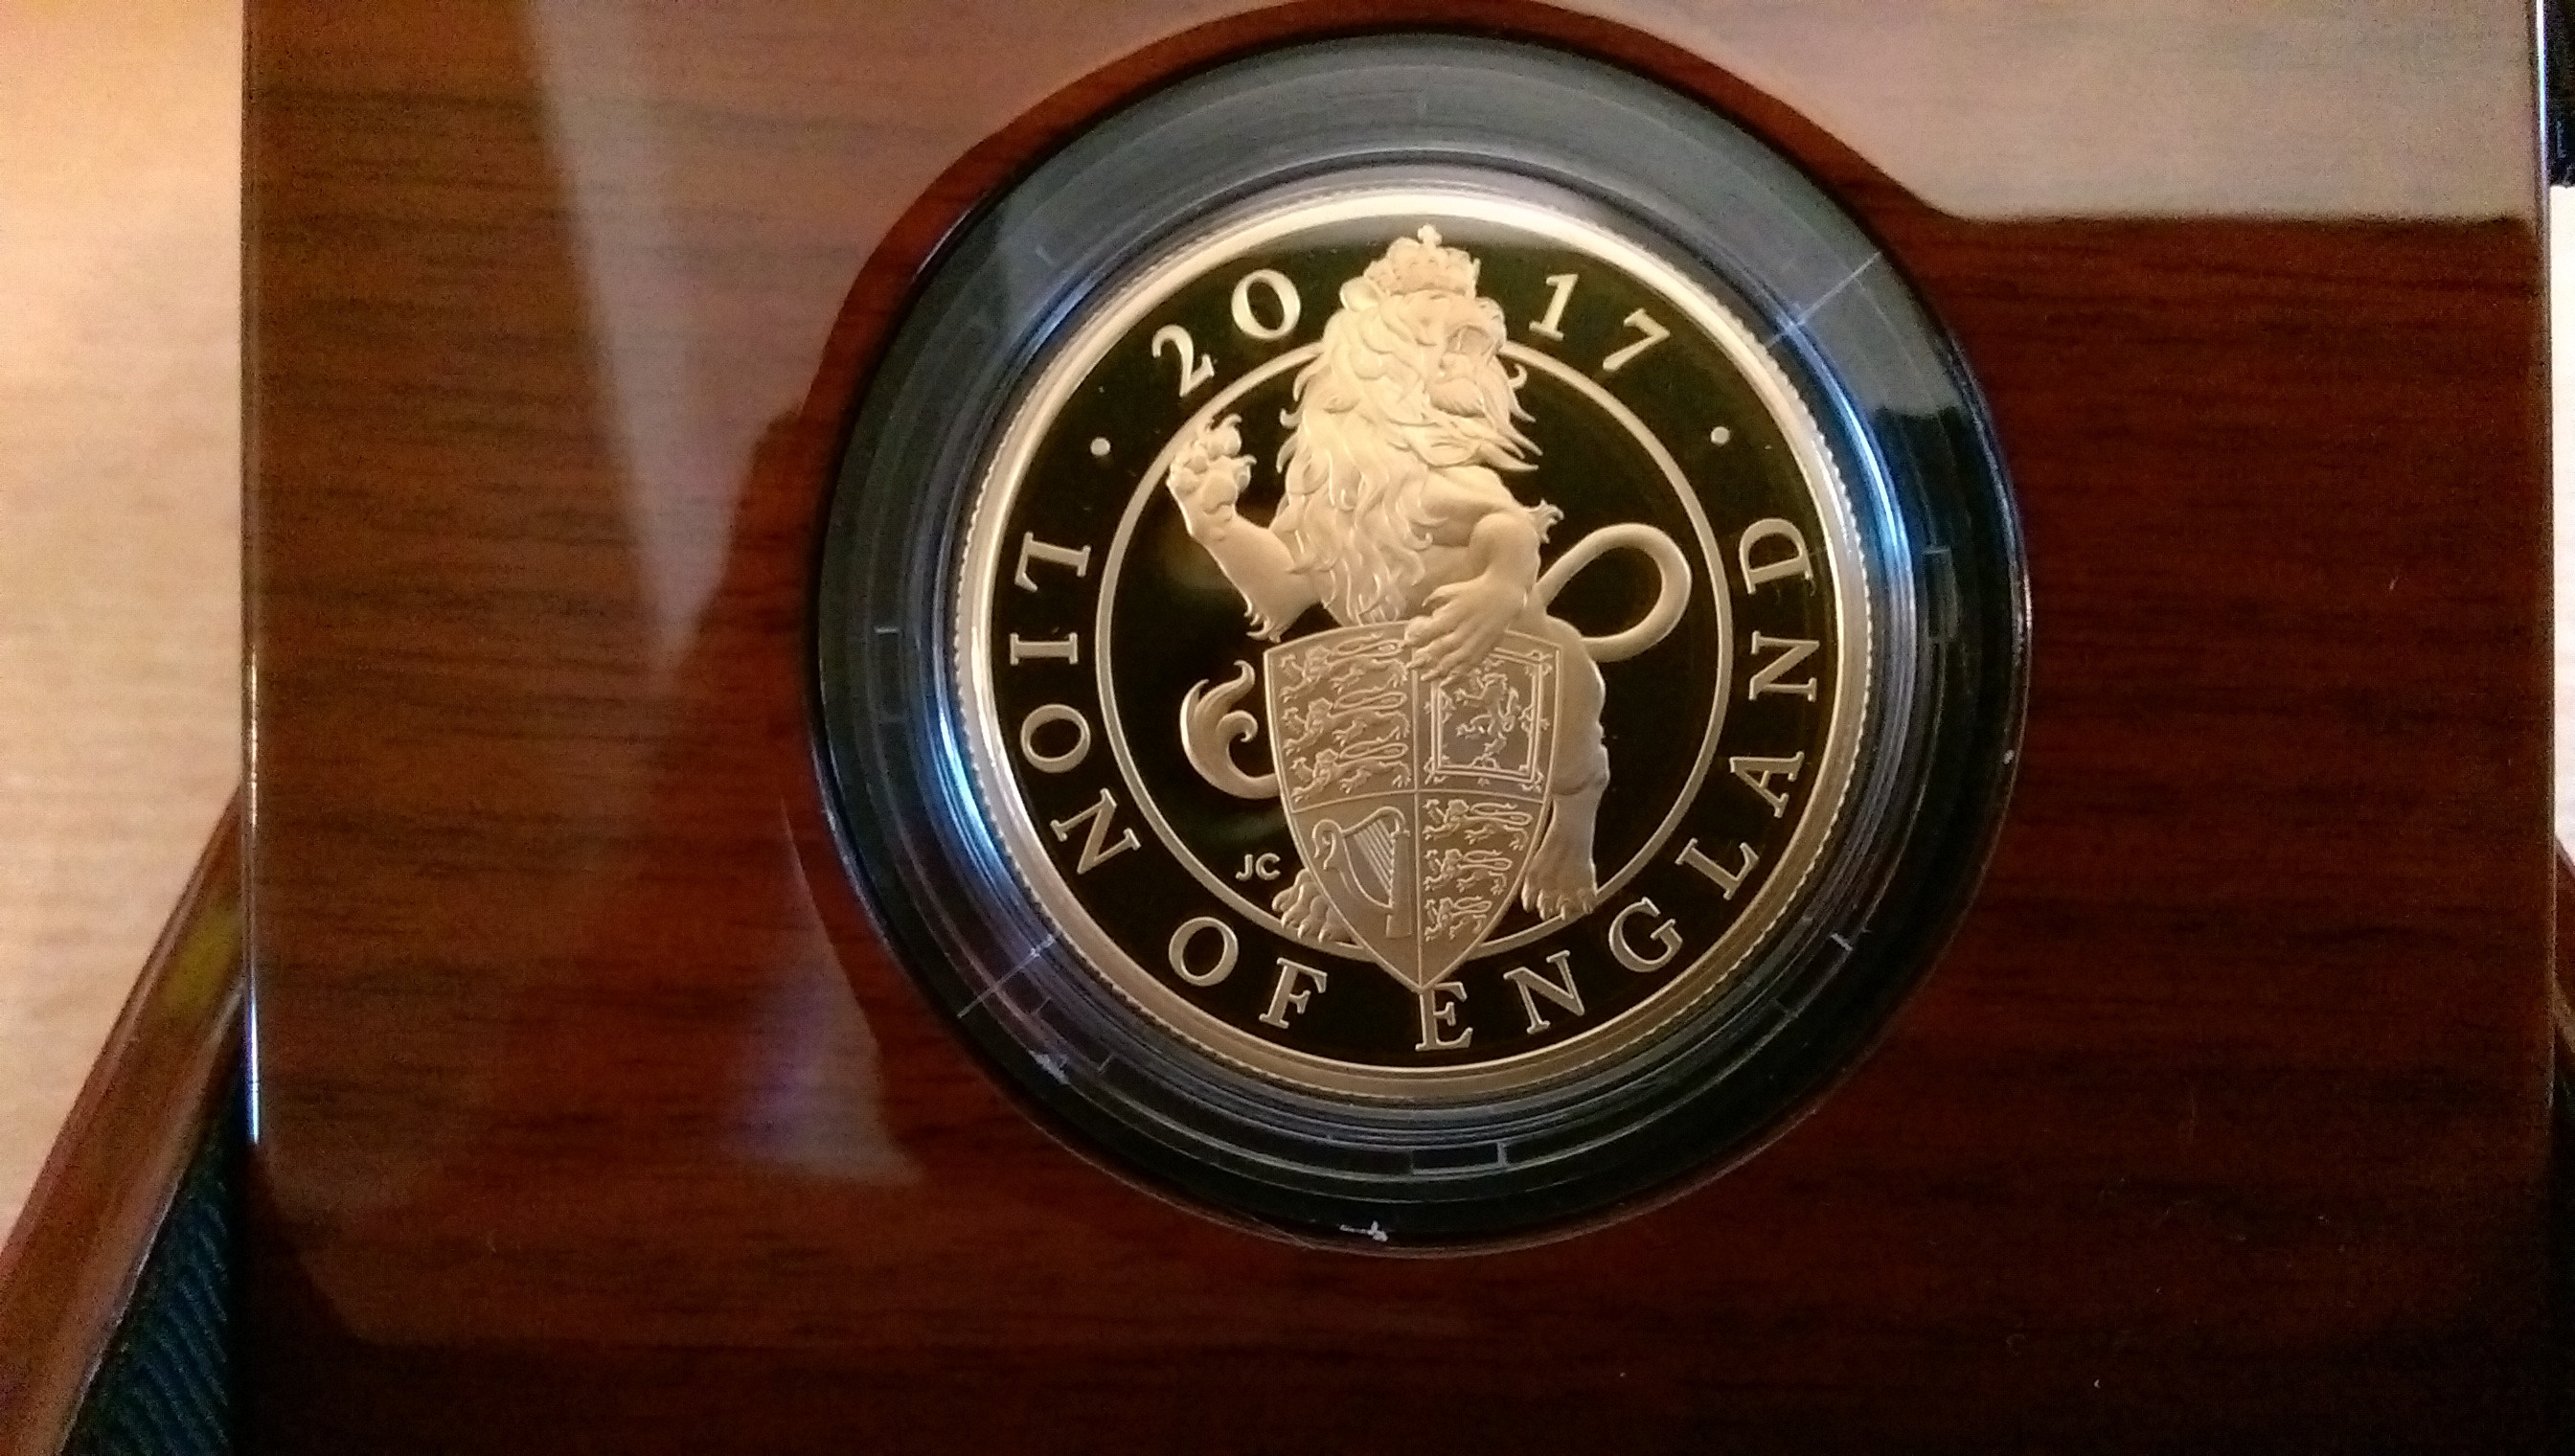 · 2017 ·
LION OF ENGLAND
JC